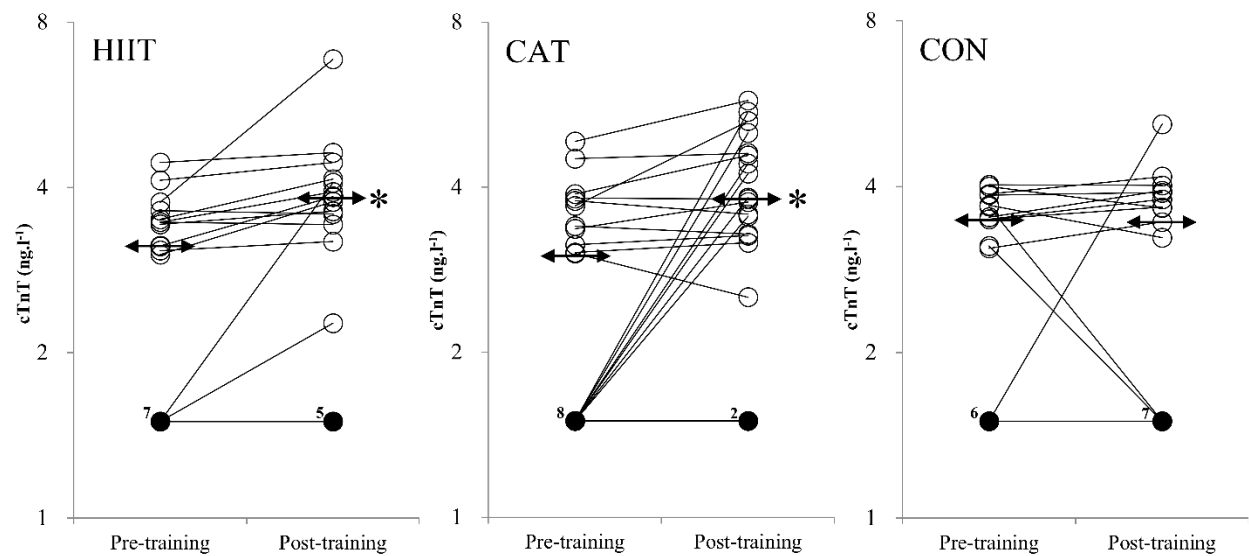 HIIT
8
4
2
1
cTnT (ng.l⁻¹)
*
7
5
Pre-training
Post-training
CAT
8
4
2
1
cTnT (ng.l⁻¹)
*
8
2
Pre-training
Post-training
CON
8
4
2
1
cTnT (ng.l⁻¹)
6
7
Pre-training
Post-training